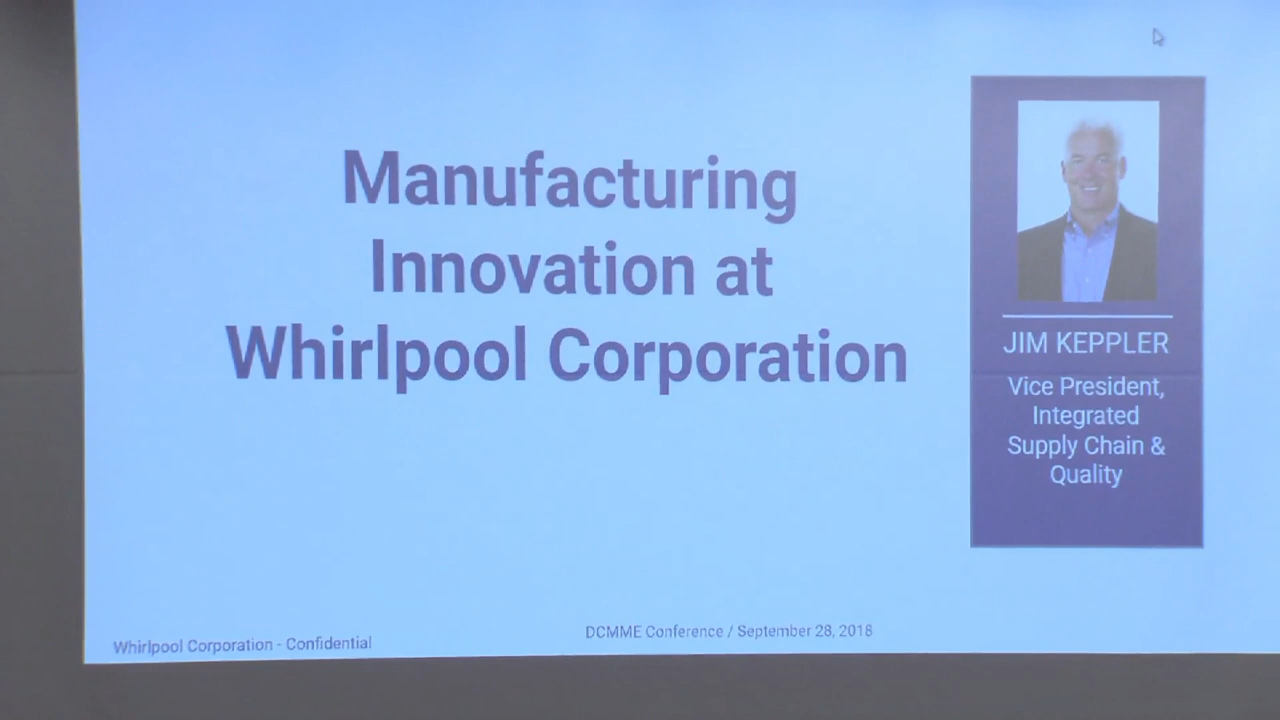 Manufacturing
Innovation at
Whirlpool Corporation
JIM KEPPLER
Vice President,
Integrated
Supply Chain &
Quality
Whirlpool Corporation - Confidential
DCMME Conference / September 28, 2018